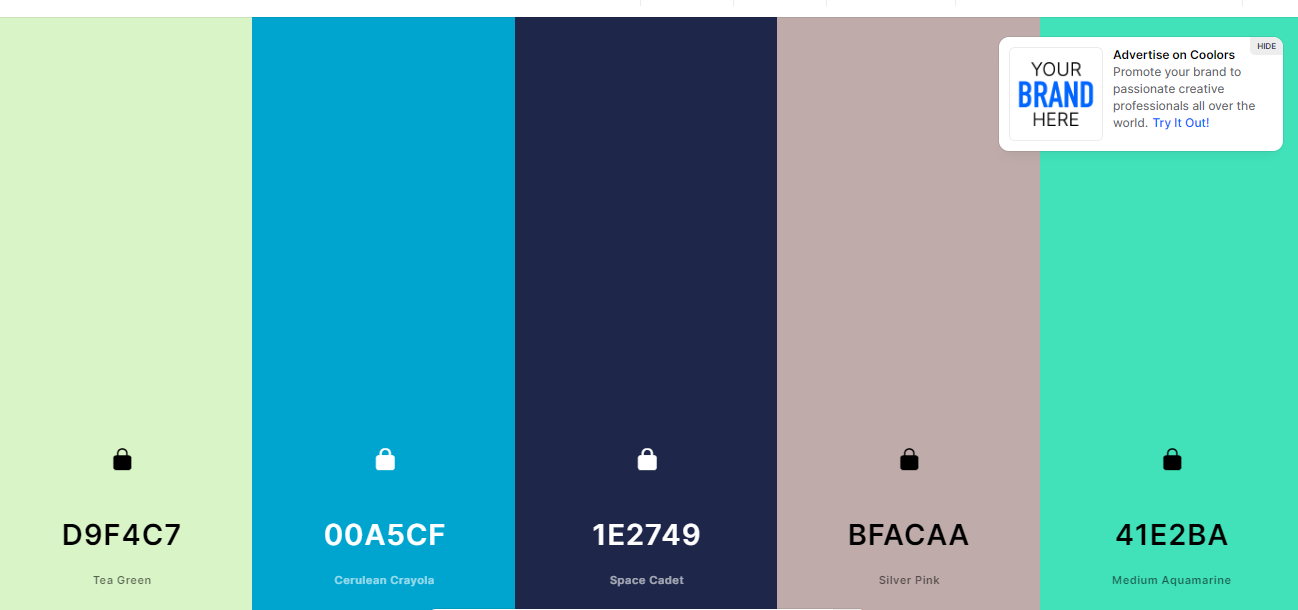 HIDE
YOUR
BRAND
HERE
Advertise on Coolors
Promote your brand to
passionate creative
professionals all over the
world. Try It Out!
D9F4C7
00A5CF
1E2749
BFACAA
41E2BA
Tea Green
Cerulean Crayola
Space Cadet
Silver Pink
Medium Aquamarine